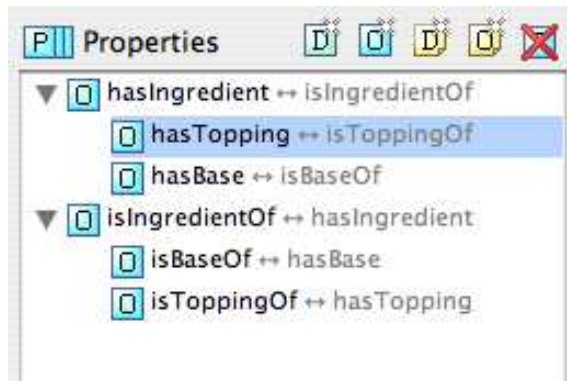 P Properties D O D O
O hasIngredient ↔ isIngredientOf
O hasTopping ↔ isToppingOf
O hasBase ↔ isBaseOf
O isIngredientOf ↔ hasIngredient
O isBaseOf ↔ hasBase
O isToppingOf ↔ hasTopping